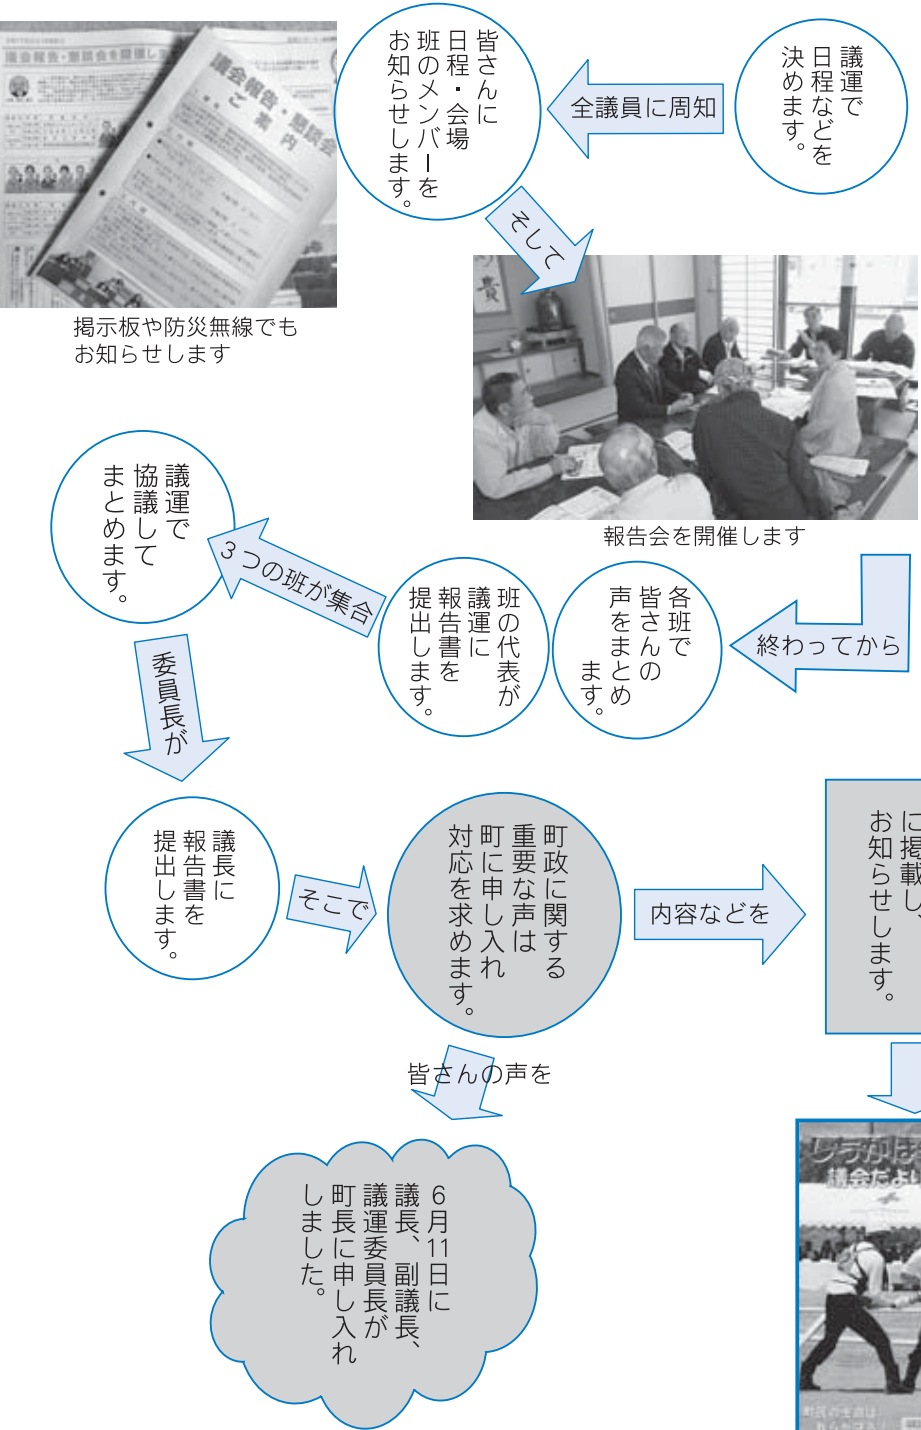 議運で
日程などを
決めます。
全議員に周知
皆さんに
日程・会場
班のメンバーを
お知らせします。
議会報告・懇談会
ご案内
掲示板や防災無線でも
お知らせします
そして
報告会を開催します
終わってから
各班で
皆さんの
声をまとめ
ます。
班の代表が
議運に
報告書を
提出します。
3つの班が集合
議運で
協議して
まとめます。
委員長が
議長に
報告書を
提出します。
そこで
町政に関する
重要な声は
町に申し入れ
対応を求めます。
内容などを
に掲載し、
お知らせします。
皆さんの声を
6月11日に
議長、副議長、
議運委員長が
町長に申し入れ
しました。
議会だより